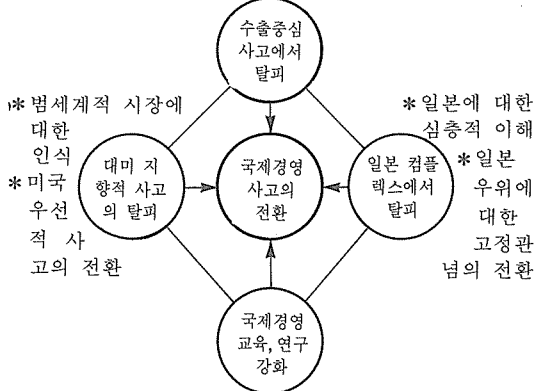 수출중심
사고에서
탈피
* 범세계적 시장에
대한
인식
* 미국
우선
적 사
고의 전환
대미 지
향적 사고
의 탈피
국제경영
사고의
전환
일본 컴플
렉스에서
탈피
* 일본에 대한
심층적 이해
* 일본
우위에
대한
고정관
념의 전환
국제경영
교육, 연구
강화